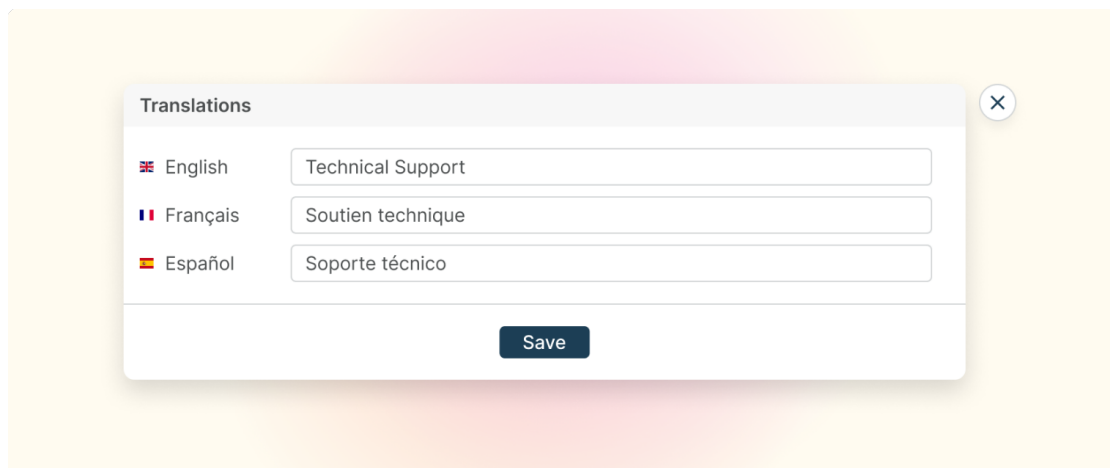 Translations
English Technical Support
Français Soutien technique
Español Soporte técnico
Save